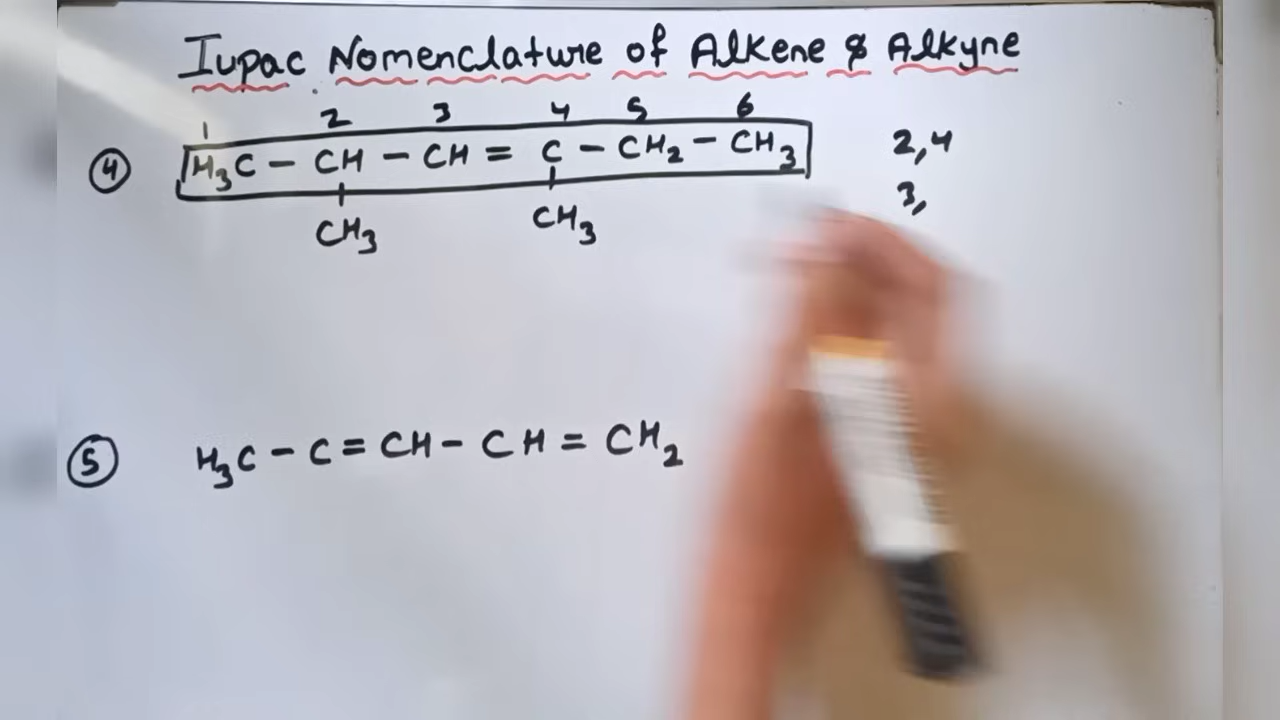 Iupac Nomenclature of Alkene & Alkyne
1 2 3 4 5 6
④ H₃C - CH - CH = C - CH₂ - CH₃ 2,4
CH₃ CH₃ 3,
⑤ H₃C - C = CH - CH = CH₂